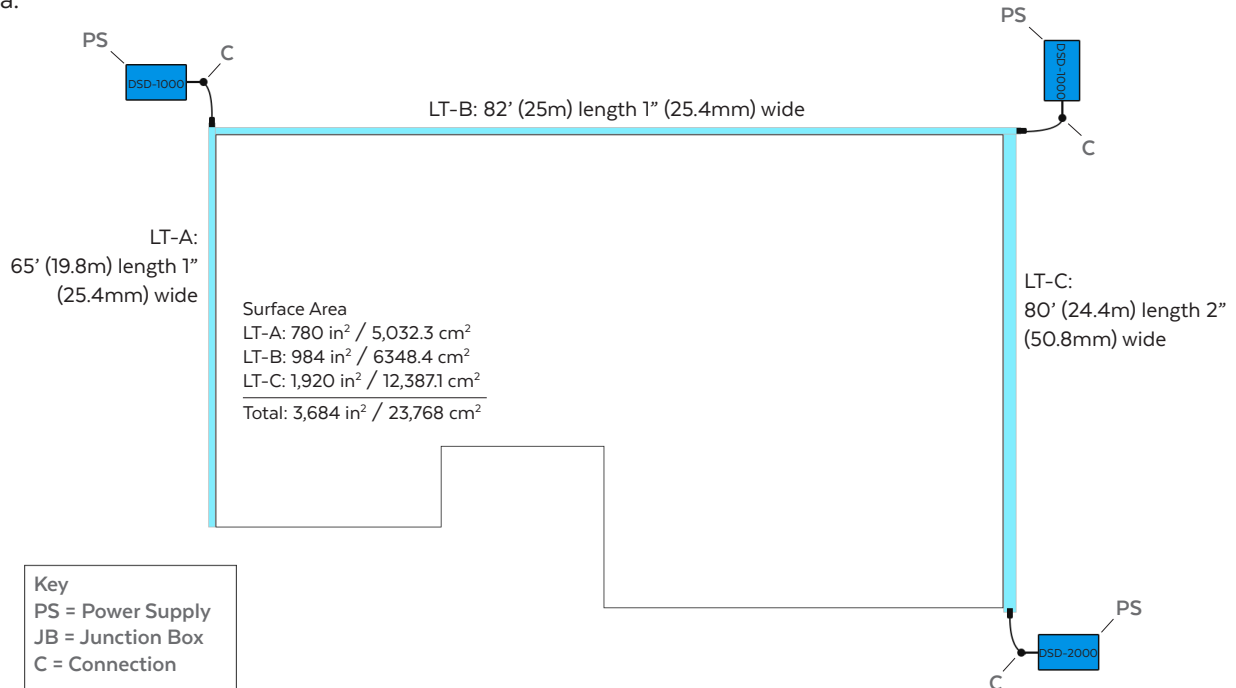 a.
PS
C
DSD-1000
PS
DSD-1000
C
LT-B: 82’ (25m) length 1” (25.4mm) wide
LT-A:
65’ (19.8m) length 1”
(25.4mm) wide
Surface Area
LT-A: 780 in² / 5,032.3 cm²
LT-B: 984 in² / 6348.4 cm²
LT-C: 1,920 in² / 12,387.1 cm²
Total: 3,684 in² / 23,768 cm²
LT-C:
80’ (24.4m) length 2”
(50.8mm) wide
Key
PS = Power Supply
JB = Junction Box
C = Connection
PS
DSD-2000
C